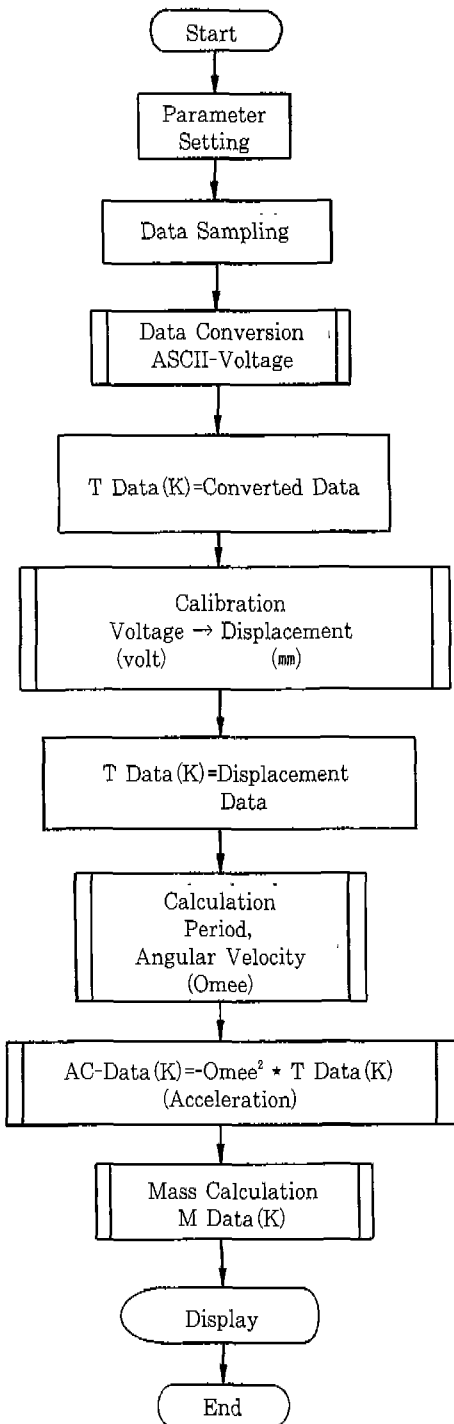 Start
Parameter
Setting
Data Sampling
Data Conversion
ASCII-Voltage
T Data(K)=Converted Data
Calibration
Voltage → Displacement
(volt) (㎜)
T Data(K)=Displacement
Data
Calculation
Period,
Angular Velocity
(Omee)
AC-Data(K)=-Omee² * T Data(K)
(Acceleration)
Mass Calculation
M Data(K)
Display
End